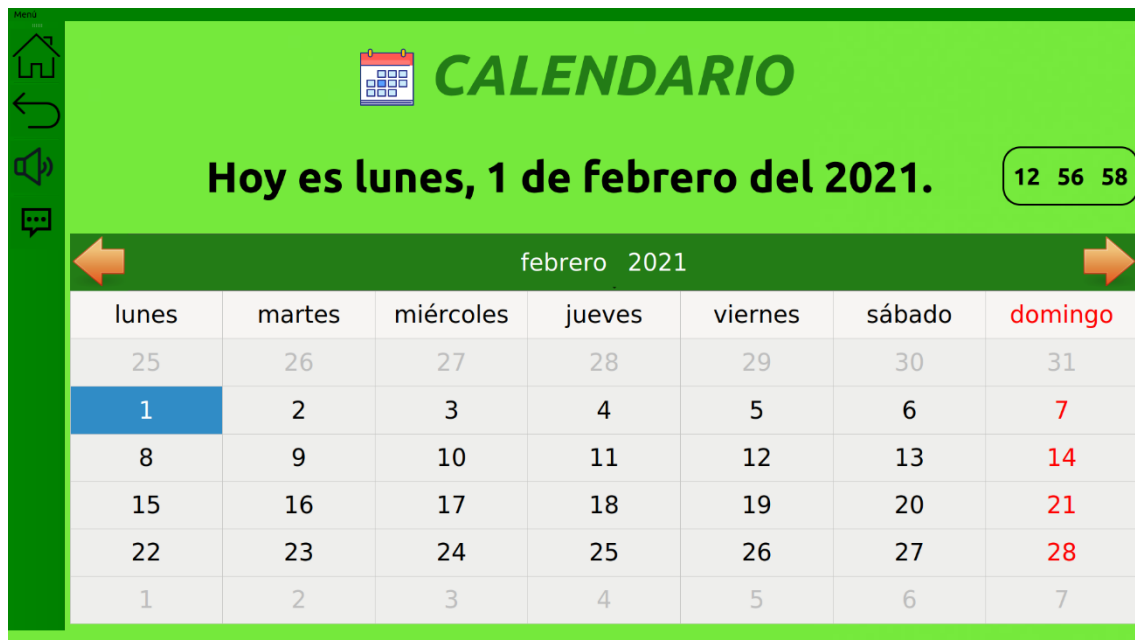 Menú
CALENDARIO
Hoy es lunes, 1 de febrero del 2021.
12 56 58
febrero 2021
lunes martes miércoles jueves viernes sábado domingo
25 26 27 28 29 30 31
1 2 3 4 5 6 7
8 9 10 11 12 13 14
15 16 17 18 19 20 21
22 23 24 25 26 27 28
1 2 3 4 5 6 7